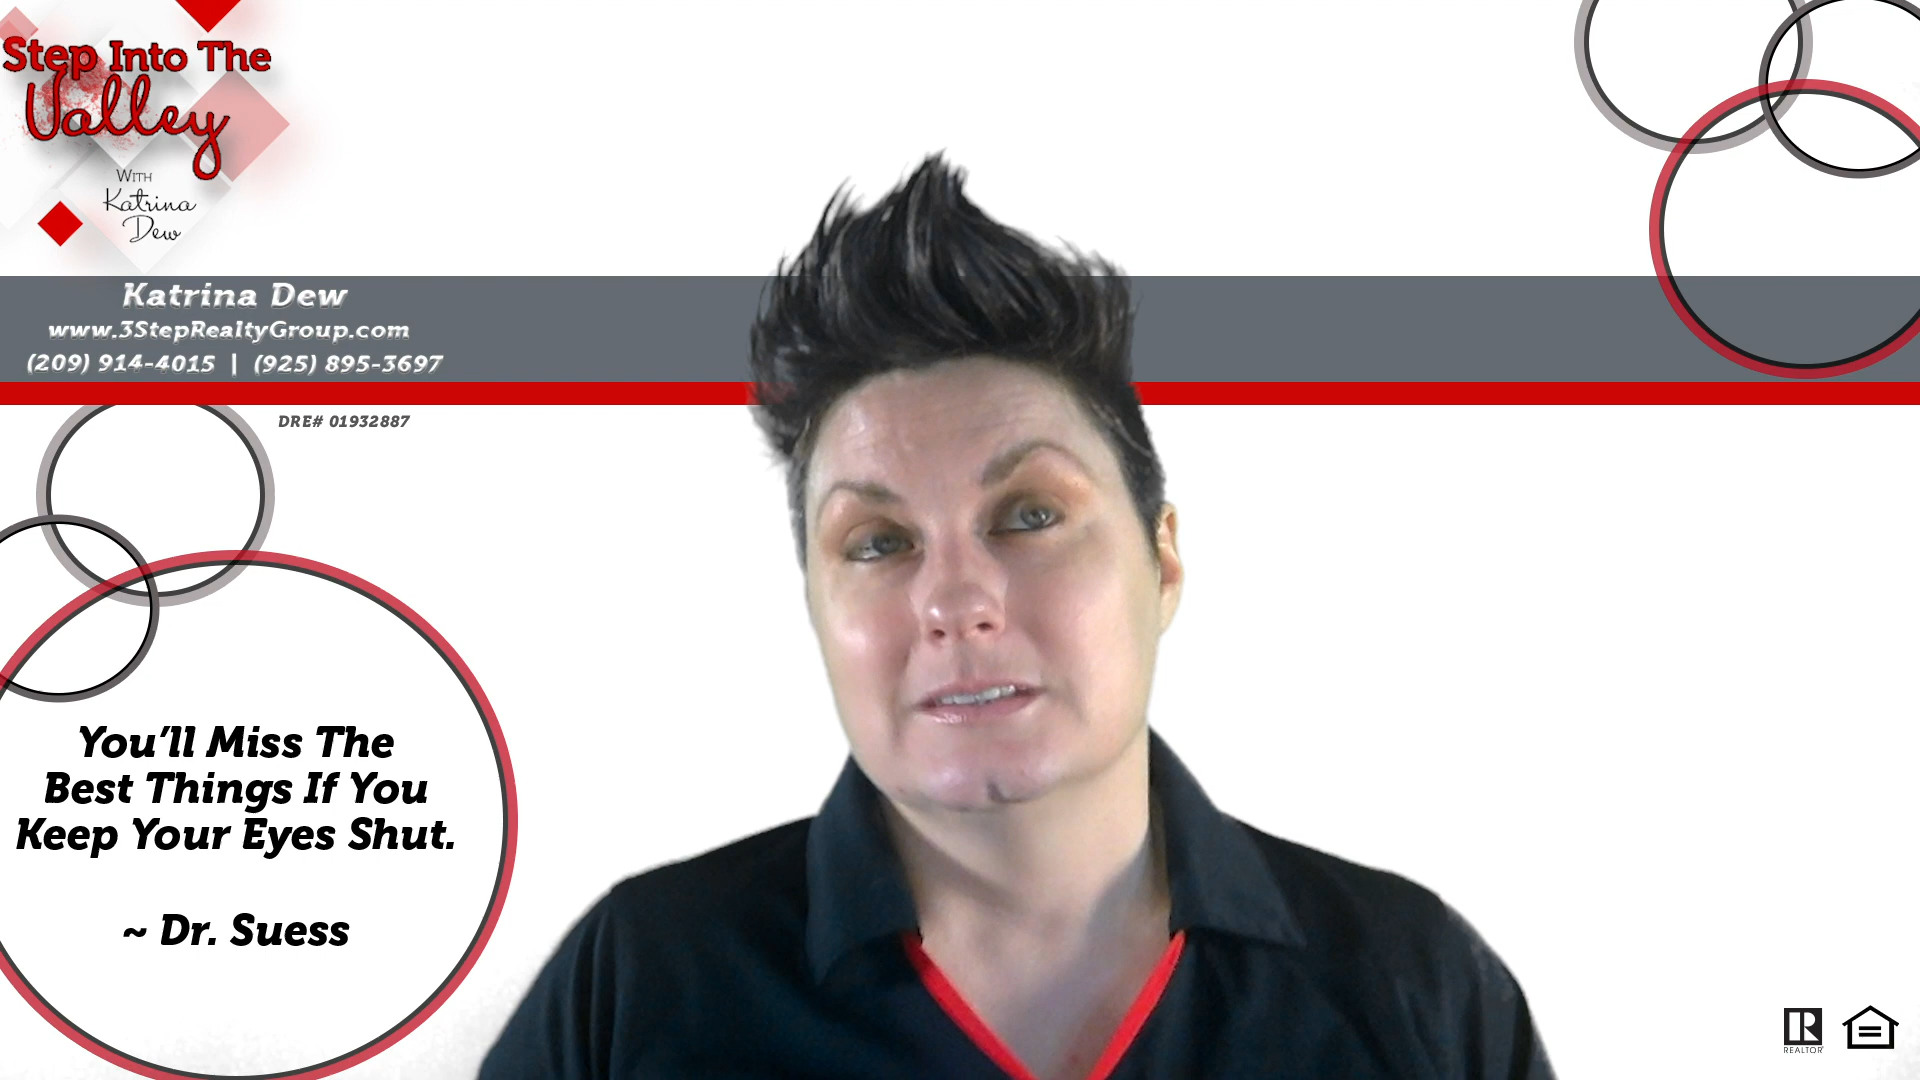 Step Into The
Valley
With
Katrina
Dew
Katrina Dew
www.3StepRealtyGroup.com
(209) 914-4015 | (925) 895-3697
DRE# 01932887
You'll Miss The
Best Things If You
Keep Your Eyes Shut.
~ Dr. Suess
REALTOR